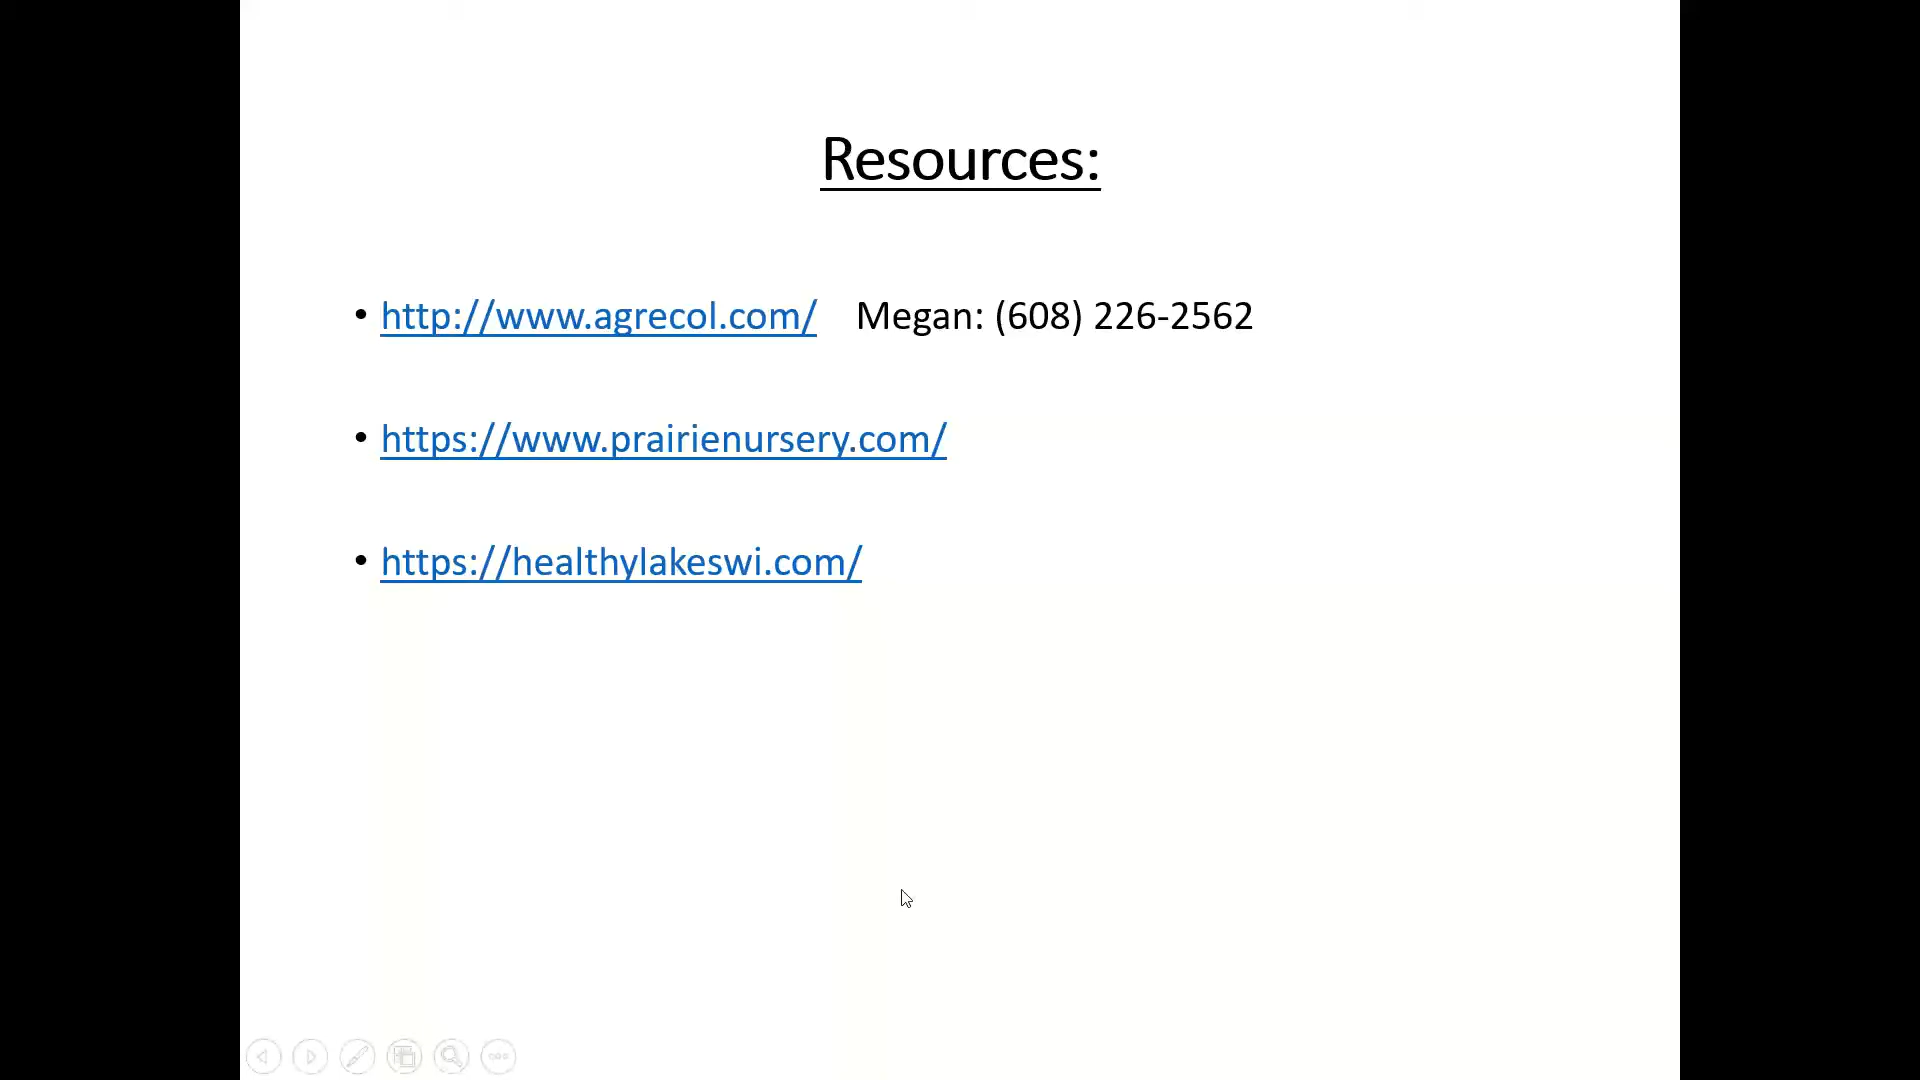 Resources:
• http://www.agrecol.com/ Megan: (608) 226-2562
• https://www.prairienursery.com/
• https://healthylakeswi.com/